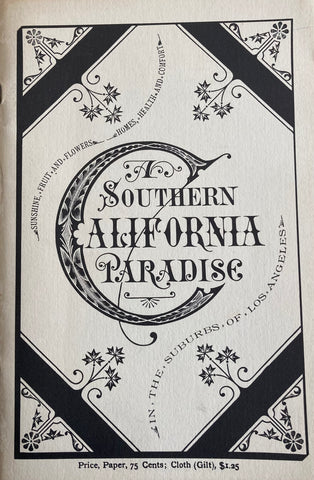 SUNSHINE, FRUIT AND FLOWERS
HOMES, HEALTH AND COMFORT
A
SOUTHERN
CALIFORNIA
PARADISE
IN · THE · SUBURBS · OF · LOS · ANGELES
Price, Paper, 75 Cents; Cloth (Gilt), $1.25